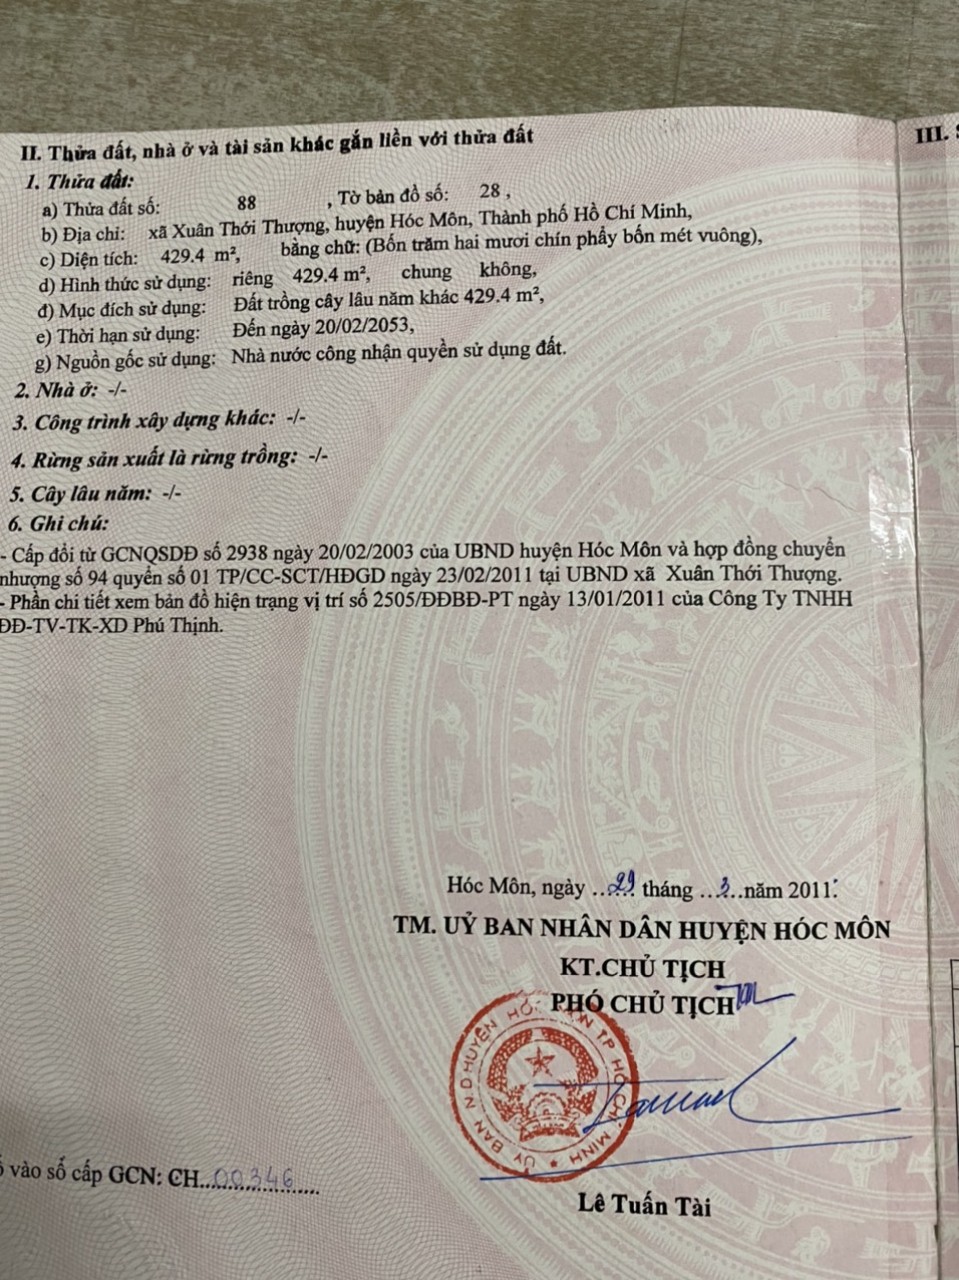 II. Thửa đất, nhà ở và tài sản khác gắn liền với thửa đất
III.
1. Thửa đất:
a) Thửa đất số: 88 , Tờ bản đồ số: 28 ,
b) Địa chỉ: xã Xuân Thới Thượng, huyện Hóc Môn, Thành phố Hồ Chí Minh,
c) Diện tích: 429.4 m², bằng chữ: (Bốn trăm hai mươi chín phẩy bốn mét vuông),
d) Hình thức sử dụng: riêng 429.4 m², chung không,
đ) Mục đích sử dụng: Đất trồng cây lâu năm khác 429.4 m²,
e) Thời hạn sử dụng: Đến ngày 20/02/2053,
g) Nguồn gốc sử dụng: Nhà nước công nhận quyền sử dụng đất.
2. Nhà ở: -/-
3. Công trình xây dựng khác: -/-
4. Rừng sản xuất là rừng trồng: -/-
5. Cây lâu năm: -/-
6. Ghi chú:
- Cấp đổi từ GCNQSDĐ số 2938 ngày 20/02/2003 của UBND huyện Hóc Môn và hợp đồng chuyển
nhượng số 94 quyển số 01 TP/CC-SCT/HĐGD ngày 23/02/2011 tại UBND xã Xuân Thới Thượng.
- Phần chi tiết xem bản đồ hiện trạng vị trí số 2505/ĐĐBĐ-PT ngày 13/01/2011 của Công Ty TNHH
ĐĐ-TV-TK-XD Phú Thịnh.
Hóc Môn, ngày ..29.. tháng ...3...năm 2011.
TM. UỶ BAN NHÂN DÂN HUYỆN HÓC MÔN
KT.CHỦ TỊCH
PHÓ CHỦ TỊCH
ỦY BAN N D HUYỆN HÓC MÔN TP HỒ CHÍ MINH
vào sổ cấp GCN: CH..00346......
Lê Tuấn Tài